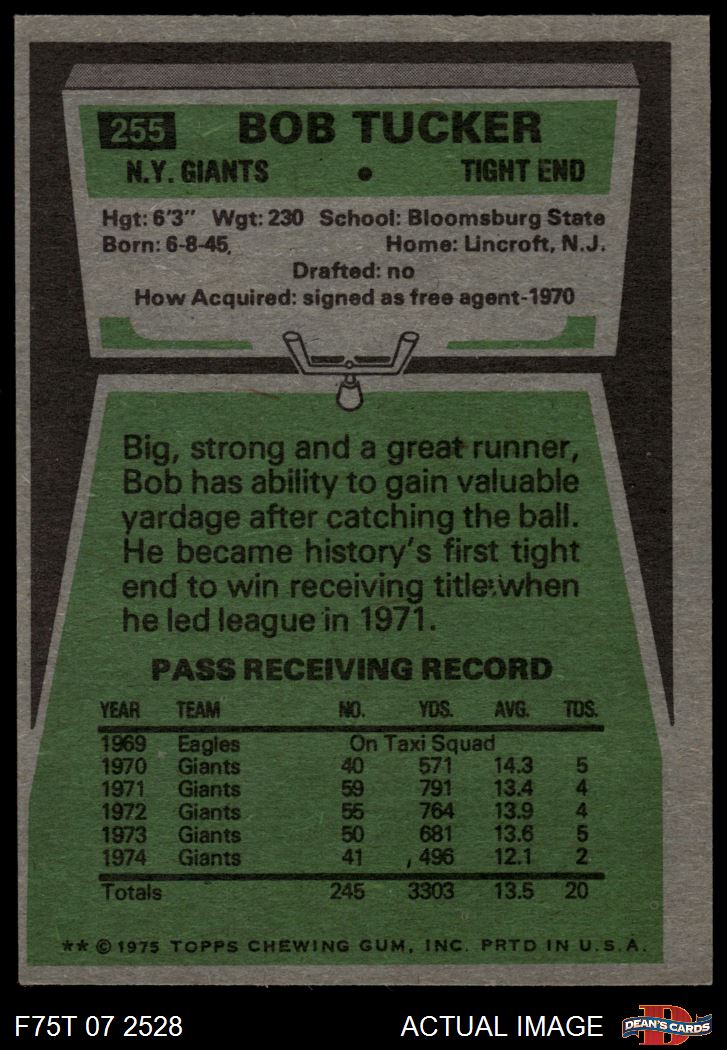 255 BOB TUCKER
N.Y. GIANTS • TIGHT END
Hgt: 6'3" Wgt: 230 School: Bloomsburg State
Born: 6-8-45 Home: Lincroft, N.J.
Drafted: no
How Acquired: signed as free agent-1970
Big, strong and a great runner,
Bob has ability to gain valuable
yardage after catching the ball.
He became history's first tight
end to win receiving title when
he led league in 1971.
PASS RECEIVING RECORD
YEAR TEAM NO. YDS. AVG. TDS.
1969 Eagles On Taxi Squad
1970 Giants 40 571 14.3 5
1971 Giants 59 791 13.4 4
1972 Giants 55 764 13.9 4
1973 Giants 50 681 13.6 5
1974 Giants 41 496 12.1 2
Totals 245 3303 13.5 20
** © 1975 TOPPS CHEWING GUM, INC. PRTD IN U.S.A.
F75T 07 2528 ACTUAL IMAGE D DEAN'S CARDS